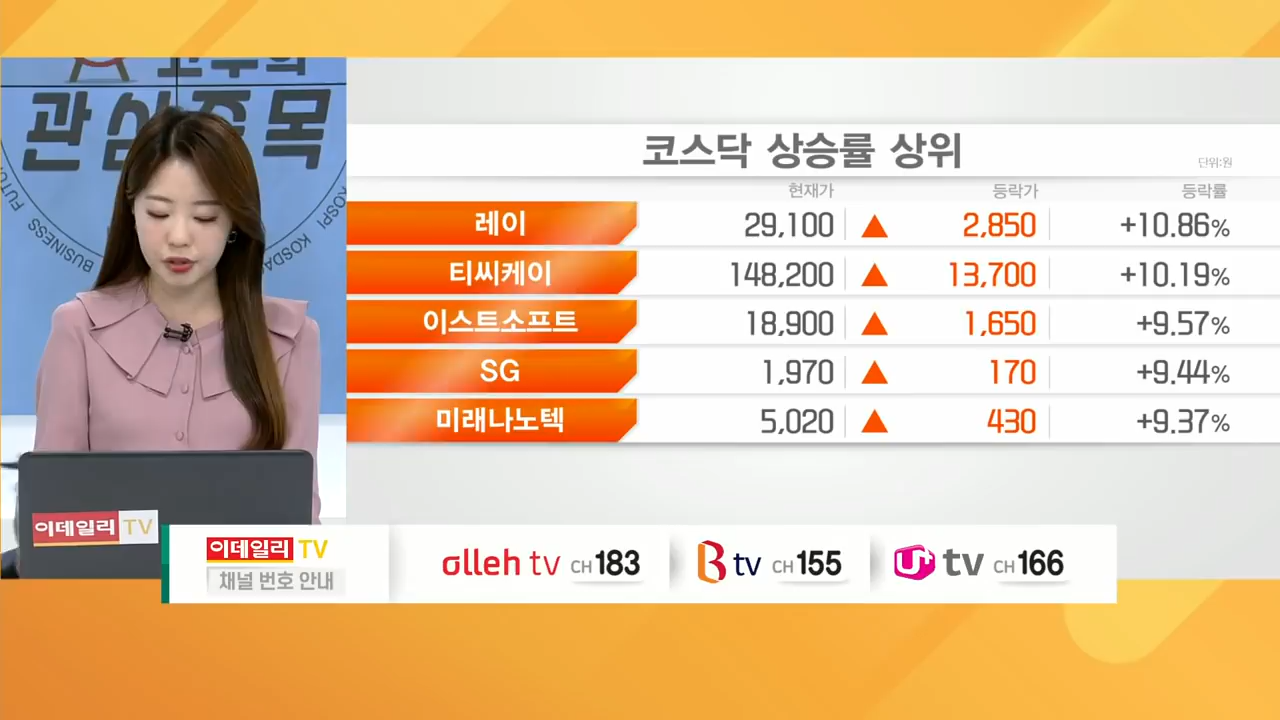 관심종목
BUSINESS FUTU
KOSPI KOSDA
코스닥 상승률 상위
단위:원
현재가 등락가 등락률
레이 29,100 ▲ 2,850 +10.86%
티씨케이 148,200 ▲ 13,700 +10.19%
이스트소프트 18,900 ▲ 1,650 +9.57%
SG 1,970 ▲ 170 +9.44%
미래나노텍 5,020 ▲ 430 +9.37%
이데일리 TV
이데일리 TV
채널 번호 안내
olleh tv CH 183
B tv CH 155
U+ tv CH 166